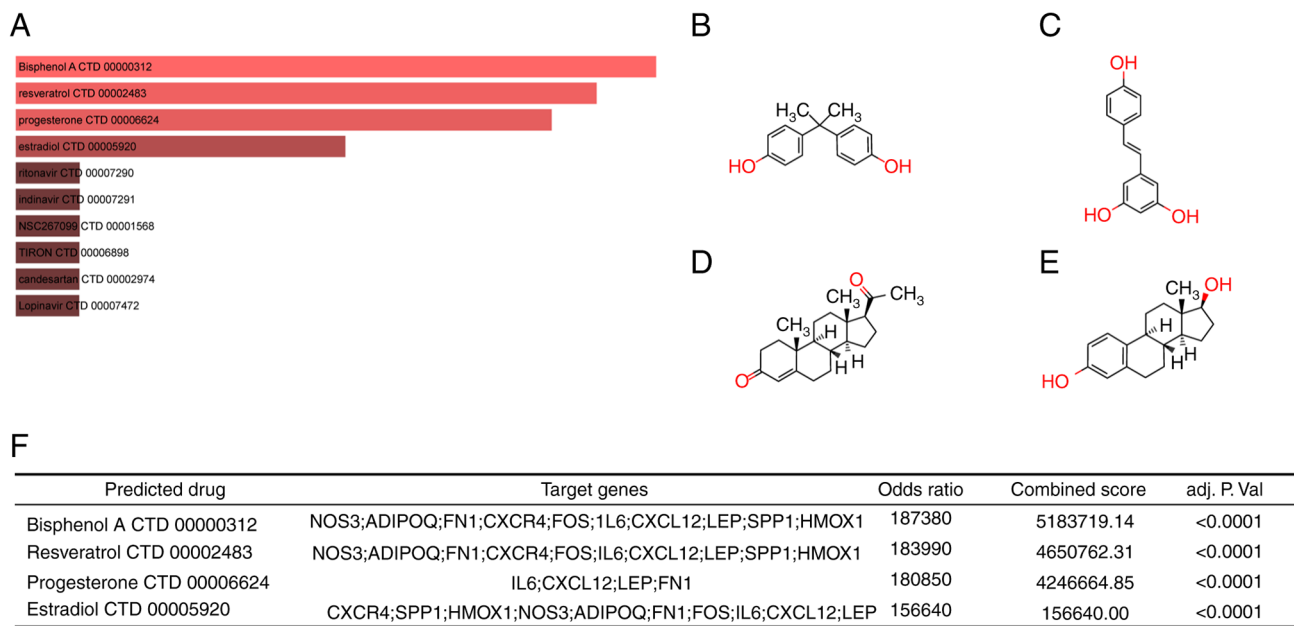 A
Bisphenol A CTD 00000312
resveratrol CTD 00002483
progesterone CTD 00006624
estradiol CTD 00005920
ritonavir CTD 00007290
indinavir CTD 00007291
NSC267099 CTD 00001568
TIRON CTD 00006898
candesartan CTD 00002974
Lopinavir CTD 00007472
B
H3C CH3
HO OH
C
OH
HO OH
D
O
CH3 CH3
CH3
H
H H
O
E
CH3 OH
H
H H
HO
F
Predicted drug Target genes Odds ratio Combined score adj. P. Val
Bisphenol A CTD 00000312 NOS3;ADIPOQ;FN1;CXCR4;FOS;1L6;CXCL12;LEP;SPP1;HMOX1 187380 5183719.14 <0.0001
Resveratrol CTD 00002483 NOS3;ADIPOQ;FN1;CXCR4;FOS;IL6;CXCL12;LEP;SPP1;HMOX1 183990 4650762.31 <0.0001
Progesterone CTD 00006624 IL6;CXCL12;LEP;FN1 180850 4246664.85 <0.0001
Estradiol CTD 00005920 CXCR4;SPP1;HMOX1;NOS3;ADIPOQ;FN1;FOS;IL6;CXCL12;LEP 156640 156640.00 <0.0001